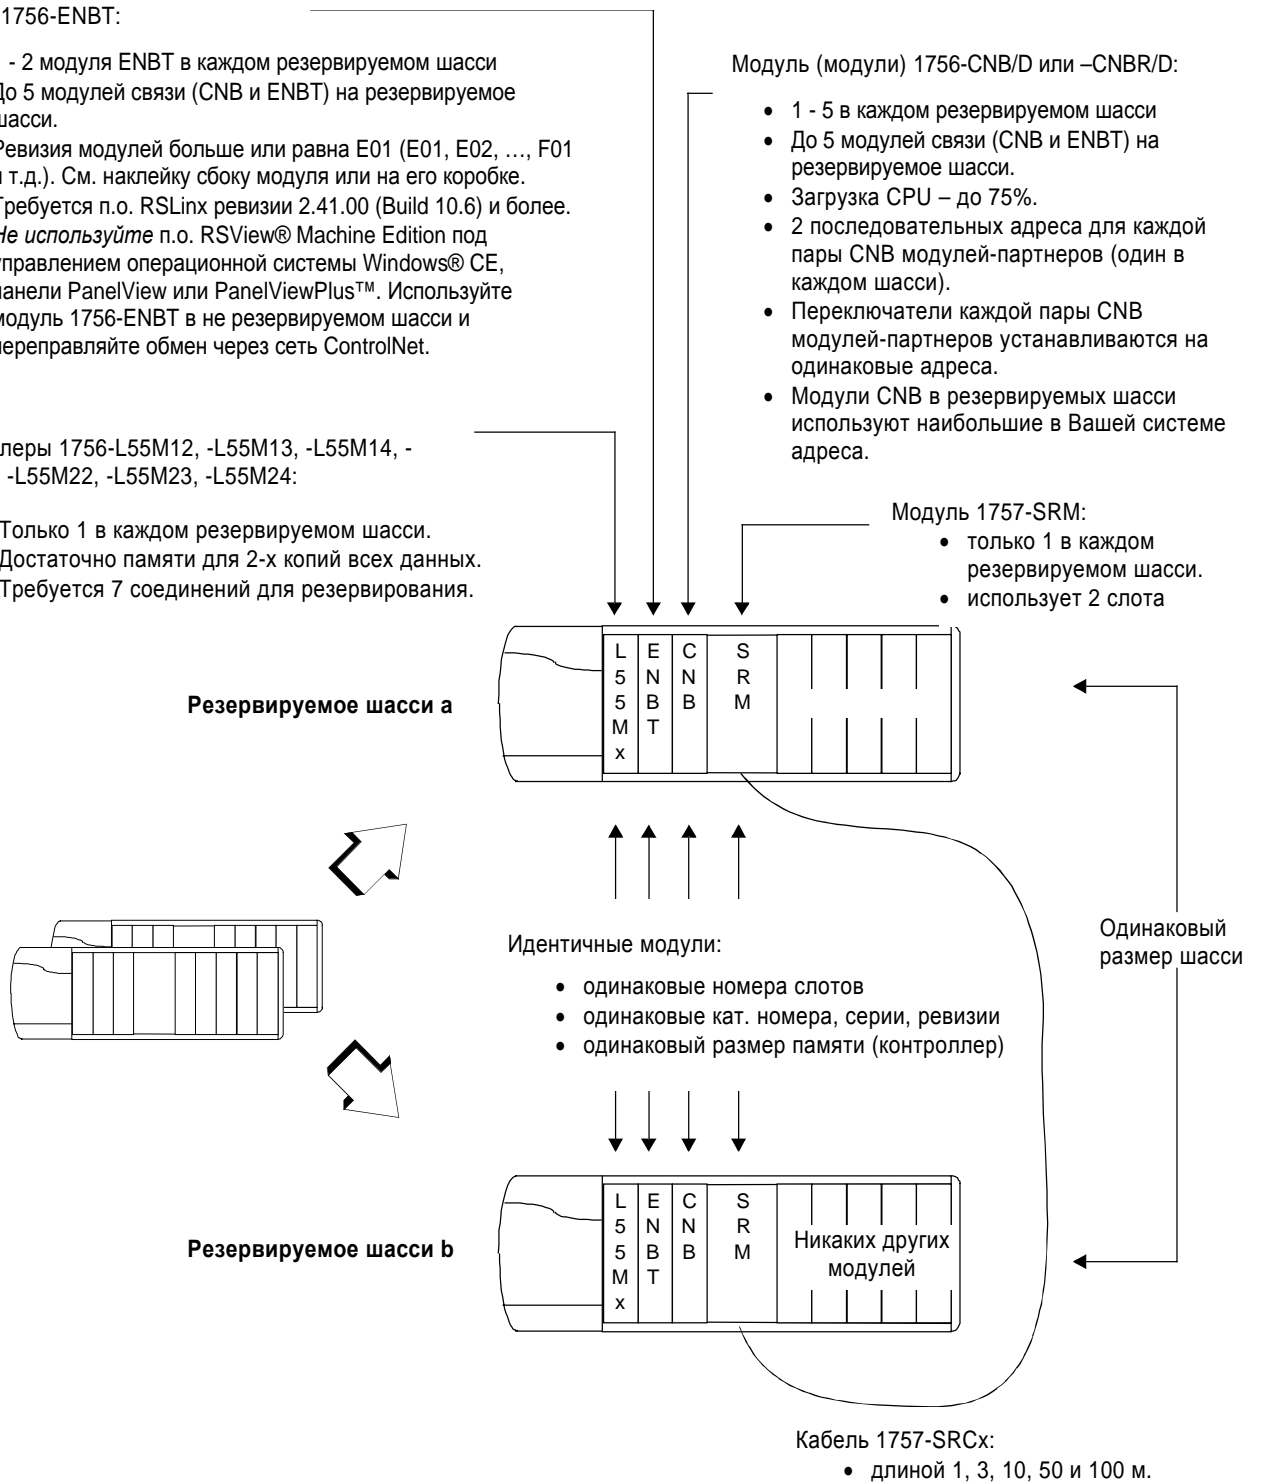 1756-ENBT:
- 2 модуля ENBT в каждом резервируемом шасси
До 5 модулей связи (CNB и ENBT) на резервируемое
шасси.
Ревизия модулей больше или равна E01 (E01, E02, …, F01
и т.д.). См. наклейку сбоку модуля или на его коробке.
Требуется п.о. RSLinx ревизии 2.41.00 (Build 10.6) и более.
Не используйте п.о. RSView® Machine Edition под
управлением операционной системы Windows® CE,
панели PanelView или PanelViewPlus™. Используйте
модуль 1756-ENBT в не резервируемом шасси и
переправляйте обмен через сеть ControlNet.
Модуль (модули) 1756-CNB/D или –CNBR/D:
• 1 - 5 в каждом резервируемом шасси
• До 5 модулей связи (CNB и ENBT) на
резервируемое шасси.
• Загрузка CPU – до 75%.
• 2 последовательных адреса для каждой
пары CNB модулей-партнеров (один в
каждом шасси).
• Переключатели каждой пары CNB
модулей-партнеров устанавливаются на
одинаковые адреса.
• Модули CNB в резервируемых шасси
используют наибольшие в Вашей системе
адреса.
леры 1756-L55M12, -L55M13, -L55M14, -
-L55M22, -L55M23, -L55M24:
Только 1 в каждом резервируемом шасси.
Достаточно памяти для 2-х копий всех данных.
Требуется 7 соединений для резервирования.
Модуль 1757-SRM:
• только 1 в каждом
резервируемом шасси.
• использует 2 слота
Резервируемое шасси a
L55Mx
ENBT
CNB
SRM
Идентичные модули:
• одинаковые номера слотов
• одинаковые кат. номера, серии, ревизии
• одинаковый размер памяти (контроллер)
Одинаковый
размер шасси
Резервируемое шасси b
L55Mx
ENBT
CNB
SRM
Никаких других
модулей
Кабель 1757-SRCx:
• длиной 1, 3, 10, 50 и 100 м.